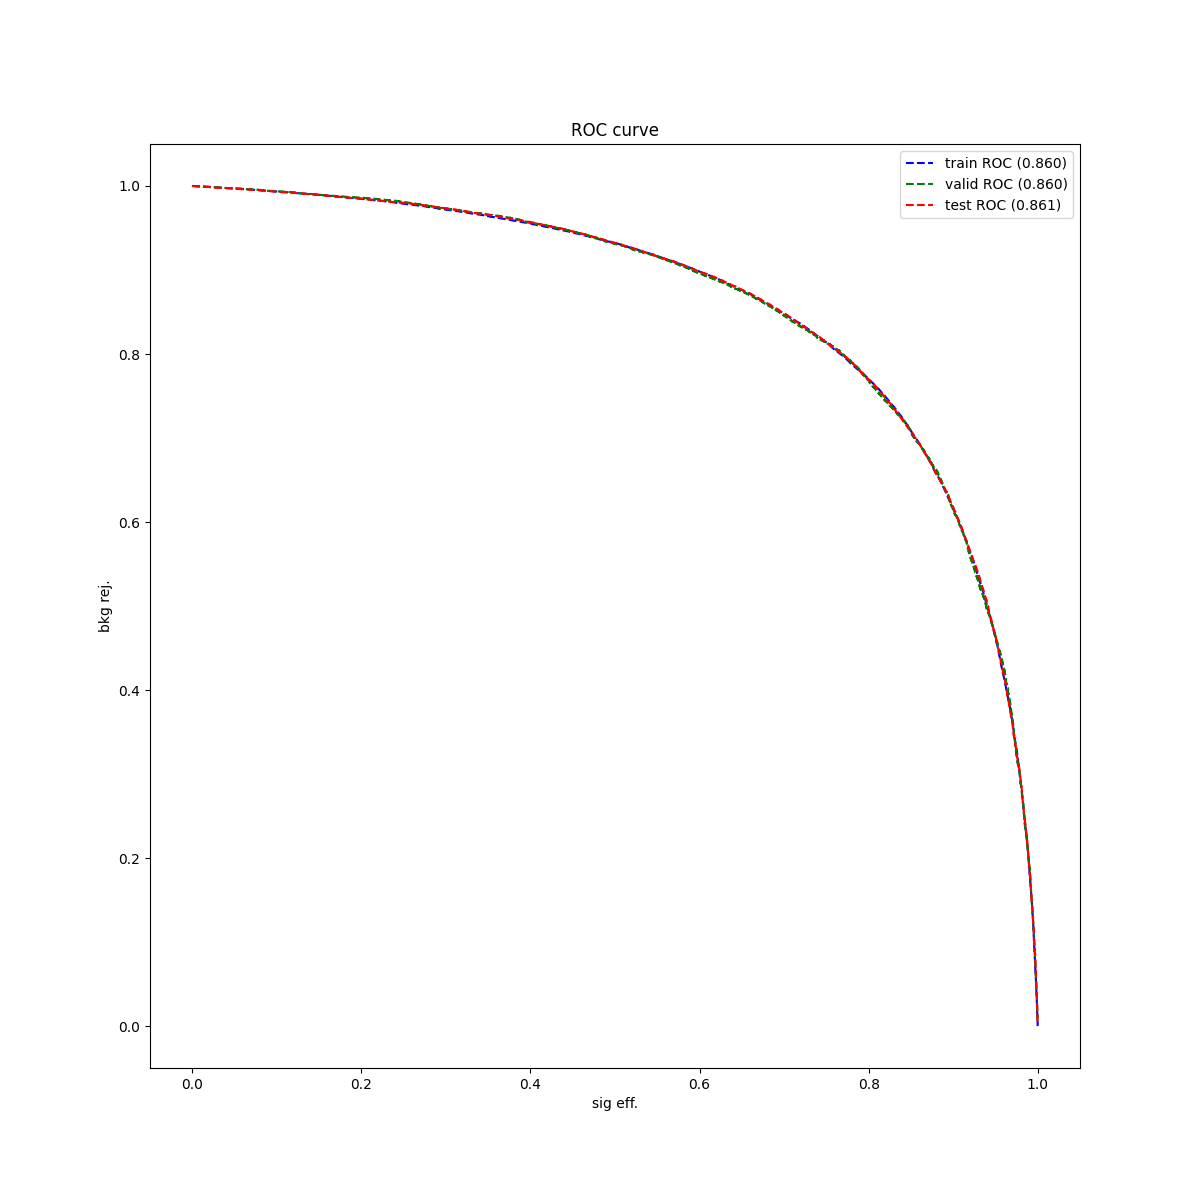 ROC curve
train ROC (0.860)
valid ROC (0.860)
test ROC (0.861)
1.0
0.8
0.6
0.4
0.2
0.0
bkg rej.
0.0 0.2 0.4 0.6 0.8 1.0
sig eff.